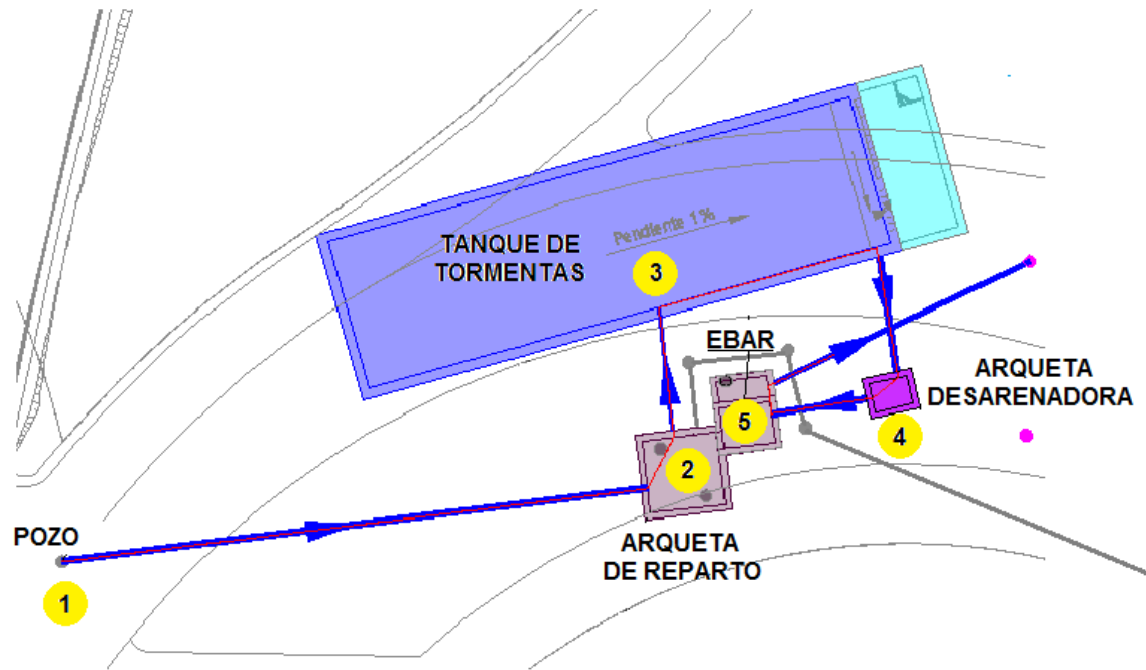 TANQUE DE
TORMENTAS
Pendiente 1%
3
EBAR
ARQUETA
DESARENADORA
5
4
2
POZO
ARQUETA
DE REPARTO
1